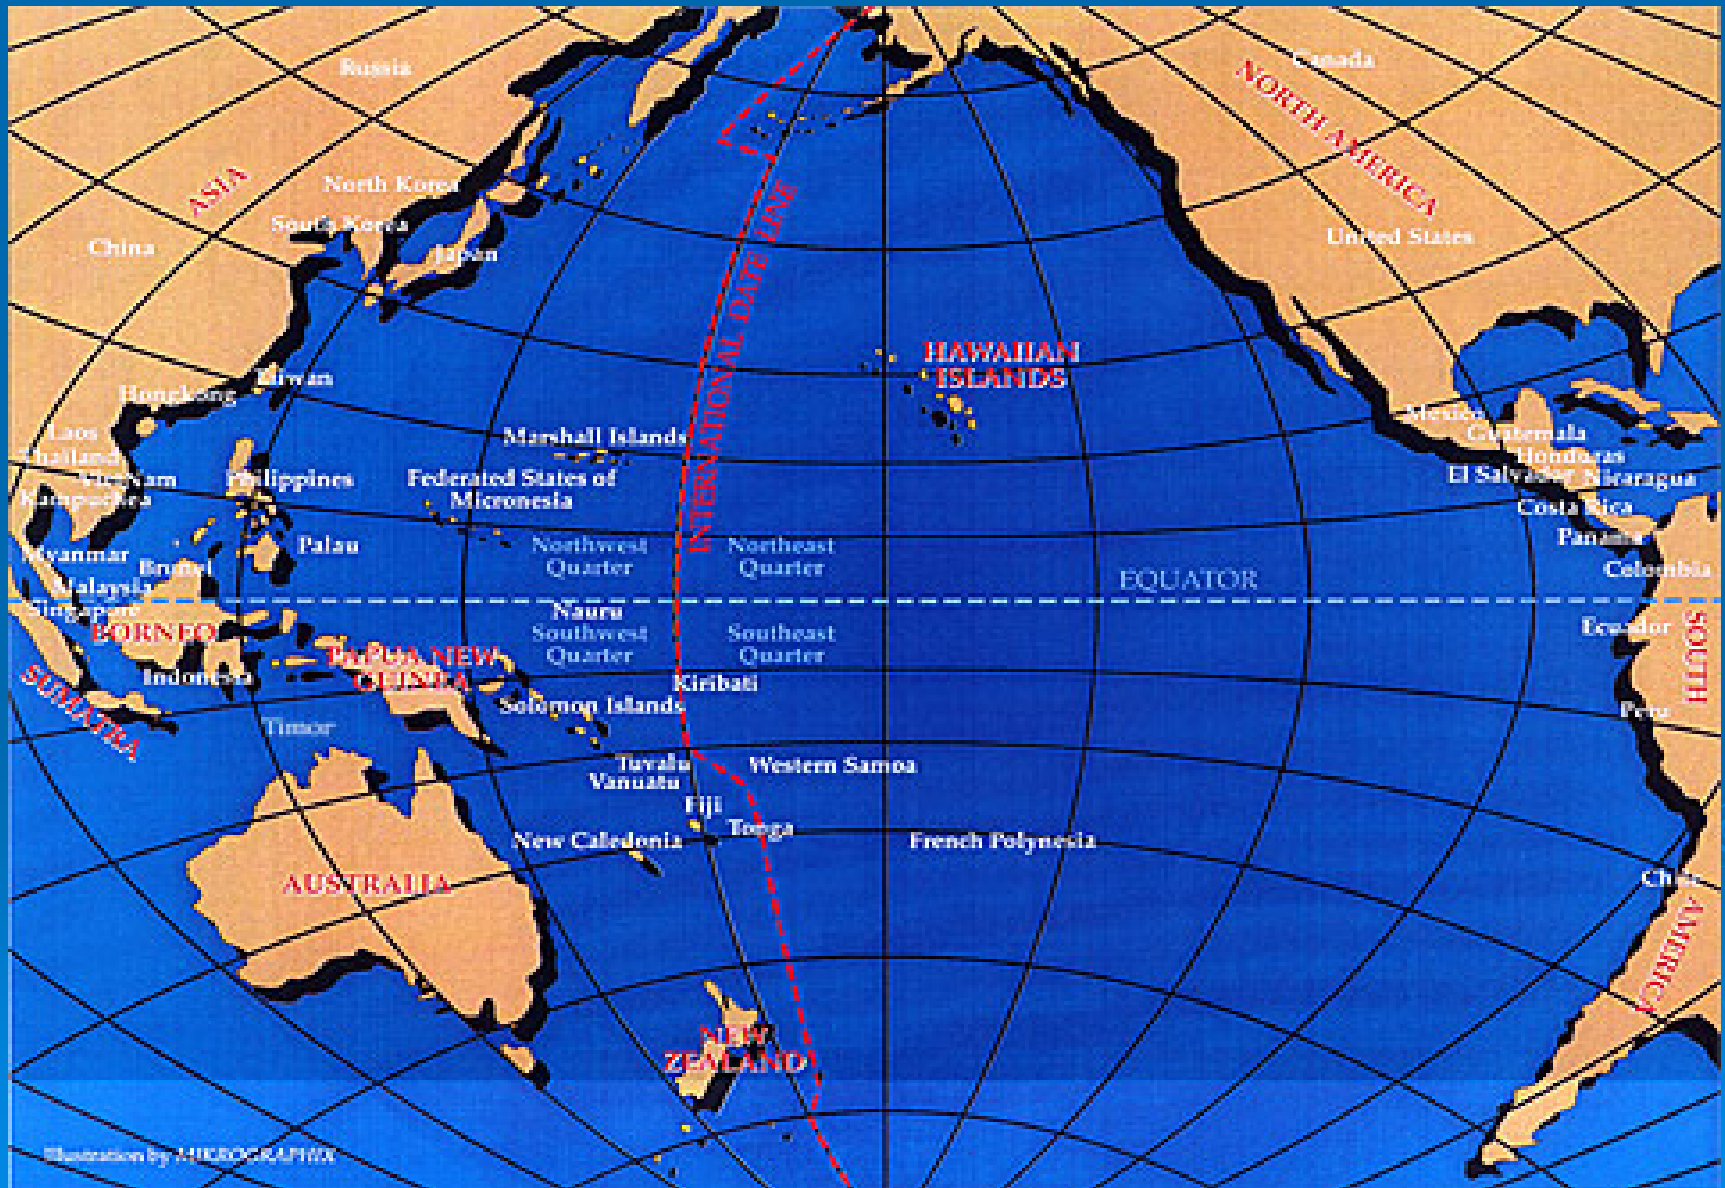 Russia
Canada
NORTH AMERICA
ASIA
North Korea
South Korea
China
Japan
United States
INTERNATIONAL DATE LINE
HAWAIIAN
ISLANDS
Taiwan
Hongkong
Mexico
Laos
Guatemala
Marshall Islands
Thailand
Honduras
Vietnam
Philippines
Federated States of
Micronesia
El Salvador
Nicaragua
Kampuchea
Costa Rica
Panama
Myanmar
Palau
Brunei
Northwest
Quarter
Northeast
Quarter
Colombia
Malaysia
EQUATOR
Singapore
Nauru
BORNEO
Southwest
Quarter
Southeast
Quarter
Ecuador
SOUTH
PAPUA NEW
GUINEA
Indonesia
SUMATRA
Kiribati
Solomon Islands
Peru
Timor
Tuvalu
Western Samoa
Vanuatu
Fiji
Tonga
New Caledonia
French Polynesia
AUSTRALIA
Chile
AMERICA
NEW
ZEALAND
Illustration by MIKROGRAPHIX